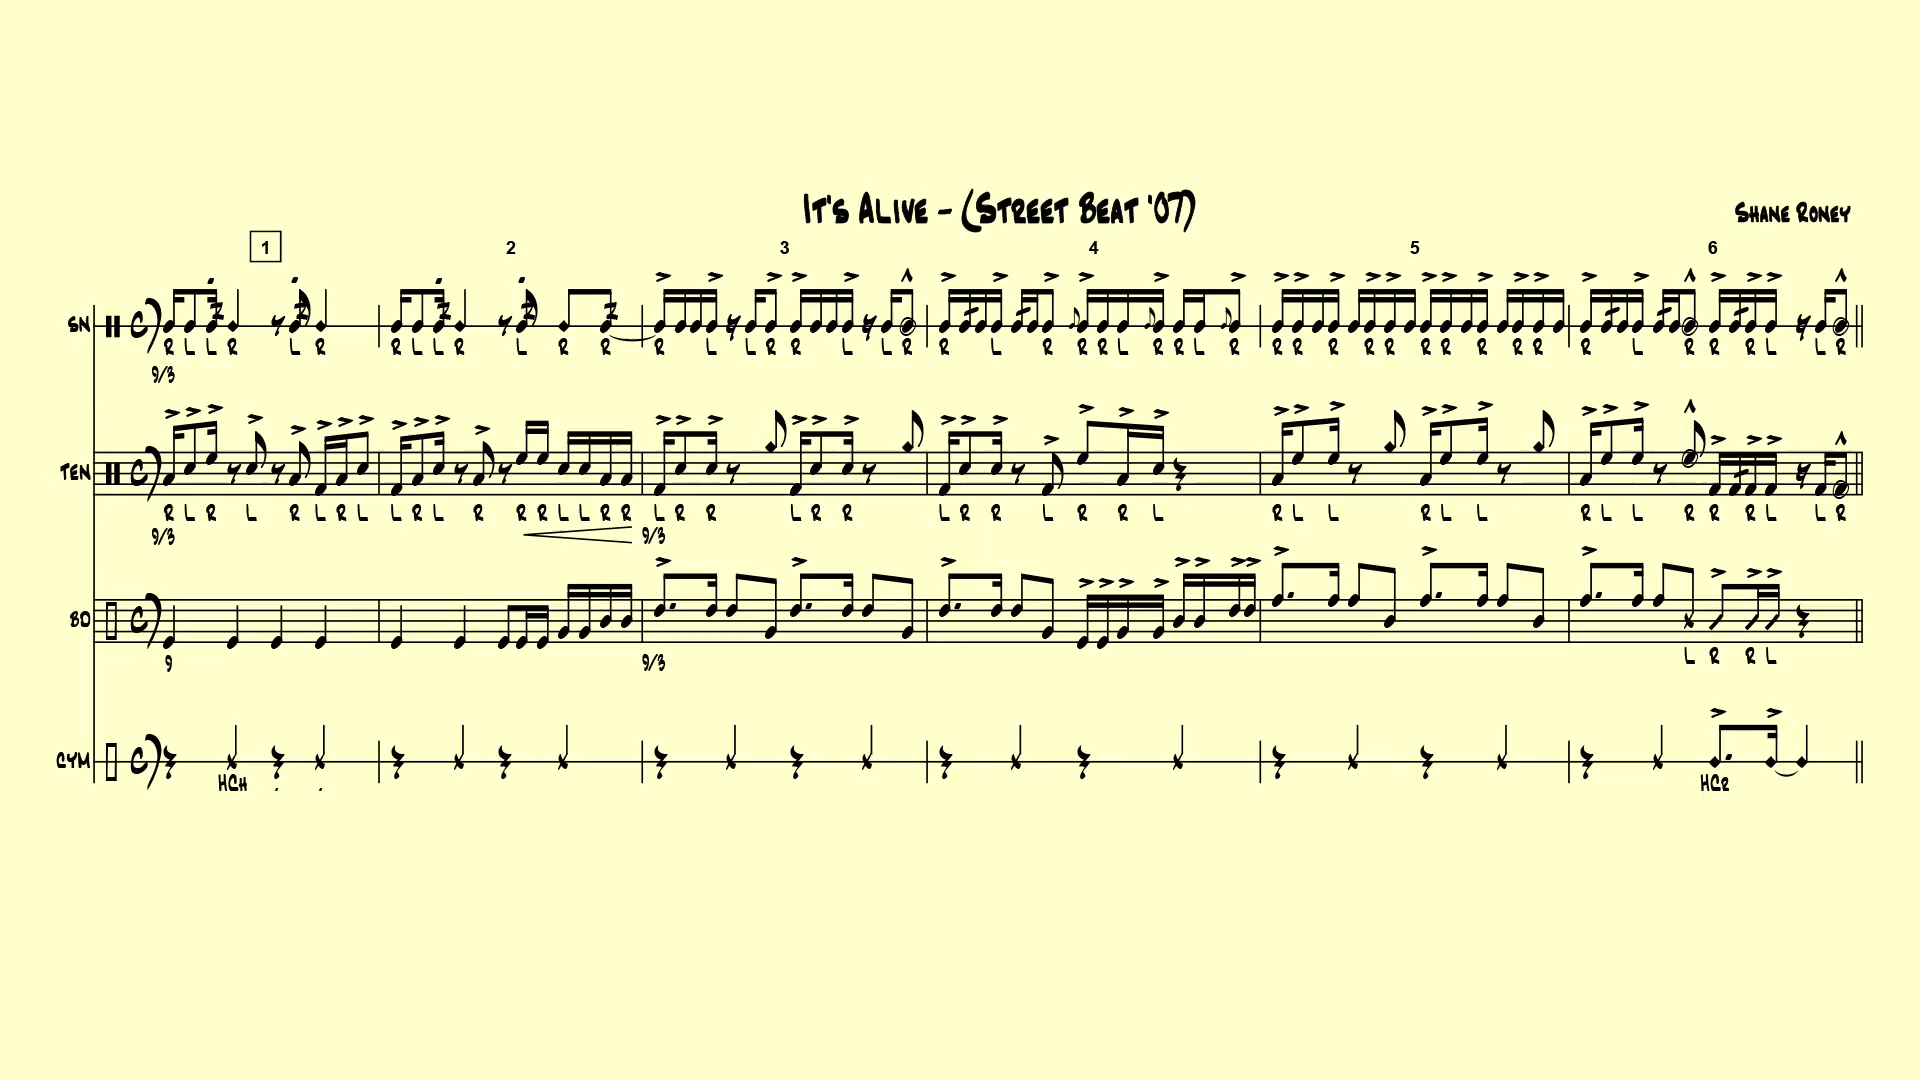 It's Alive - (Street Beat '07)
Shane Roney
1 2 3 4 5 6
SN
R L L R L R R L L R L R R R L L R R L L R R L R R R L R R L R R R R R R R R R R R L R R R L L R
9/3
TEN
R L R L R L R L L R L R R R L L R R L R R L R R L R R L R R L R L L R L L R L L R R R L L R
9/3 9/3
BD
9 9/3 L R R L
CYM
HCH HCR